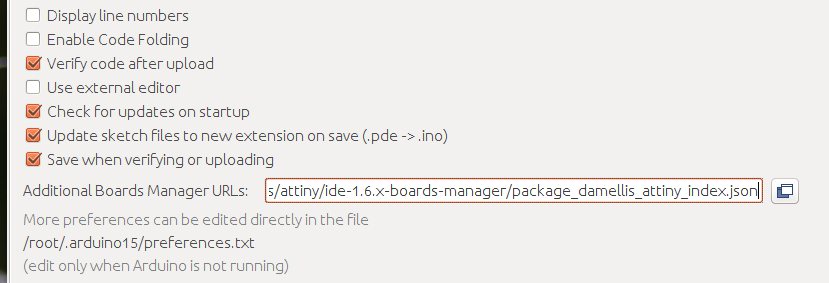 Display line numbers
Enable Code Folding
Verify code after upload
Use external editor
Check for updates on startup
Update sketch files to new extension on save (.pde -> .ino)
Save when verifying or uploading
Additional Boards Manager URLs: s/attiny/ide-1.6.x-boards-manager/package_damellis_attiny_index.json
More preferences can be edited directly in the file
/root/.arduino15/preferences.txt
(edit only when Arduino is not running)